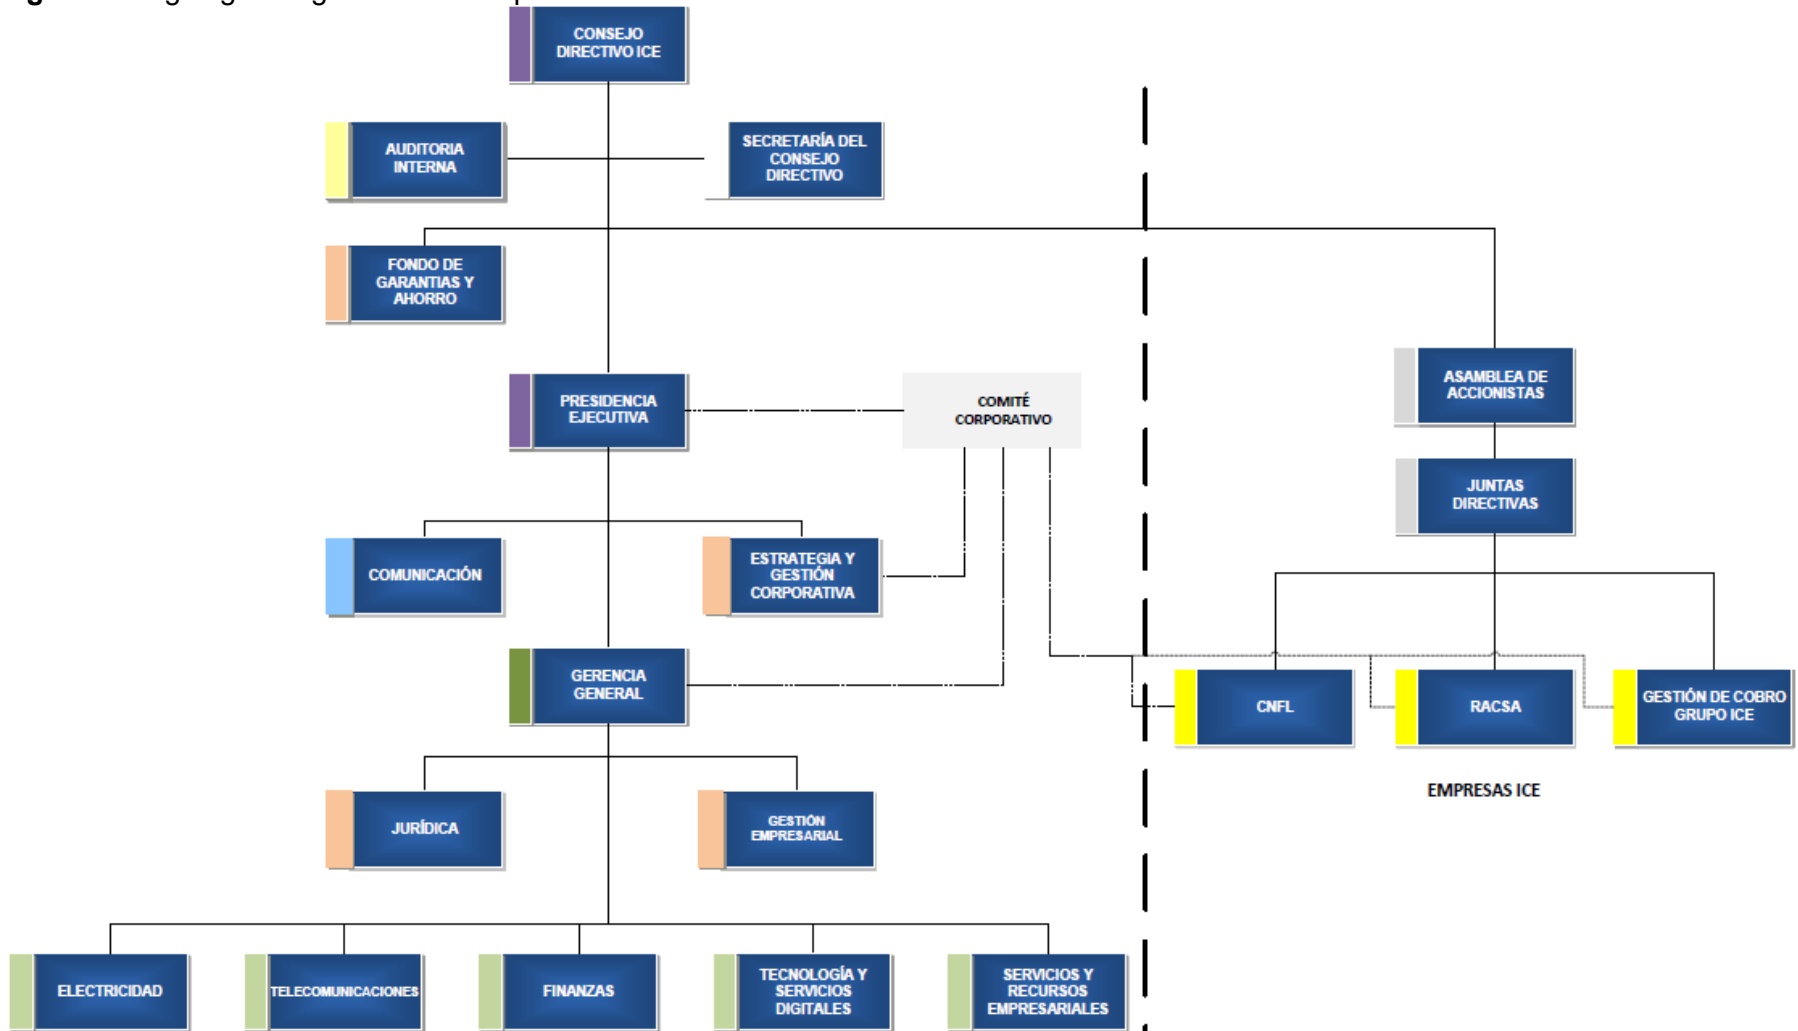 CONSEJO
DIRECTIVO ICE
AUDITORIA
INTERNA
SECRETARÍA DEL
CONSEJO
DIRECTIVO
FONDO DE
GARANTIAS Y
AHORRO
PRESIDENCIA
EJECUTIVA
COMITÉ
CORPORATIVO
ASAMBLEA DE
ACCIONISTAS
JUNTAS
DIRECTIVAS
COMUNICACIÓN
ESTRATEGIA Y
GESTIÓN
CORPORATIVA
GERENCIA
GENERAL
CNFL
RACSA
GESTIÓN DE COBRO
GRUPO ICE
EMPRESAS ICE
JURÍDICA
GESTIÓN
EMPRESARIAL
ELECTRICIDAD
TELECOMUNICACIONES
FINANZAS
TECNOLOGÍA Y
SERVICIOS
DIGITALES
SERVICIOS Y
RECURSOS
EMPRESARIALES